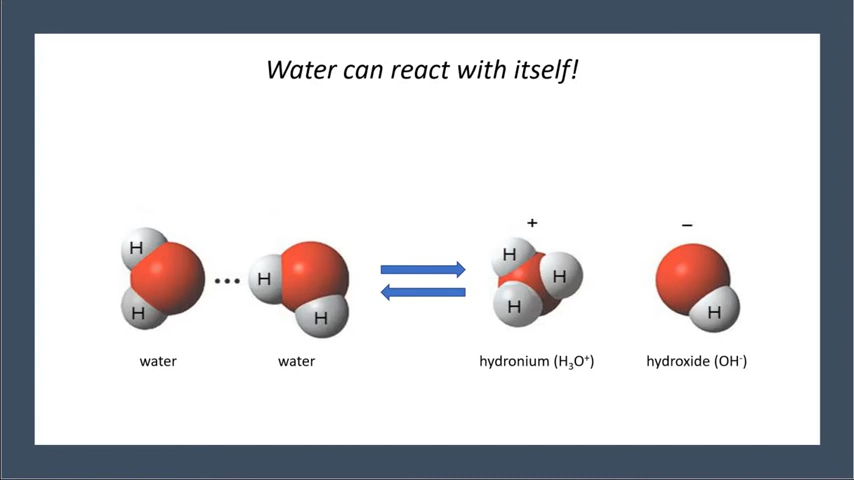 Water can react with itself!
+
–
H
H
H
H
H
H
H
H
...
water
water
hydronium (H₃O⁺)
hydroxide (OH⁻)